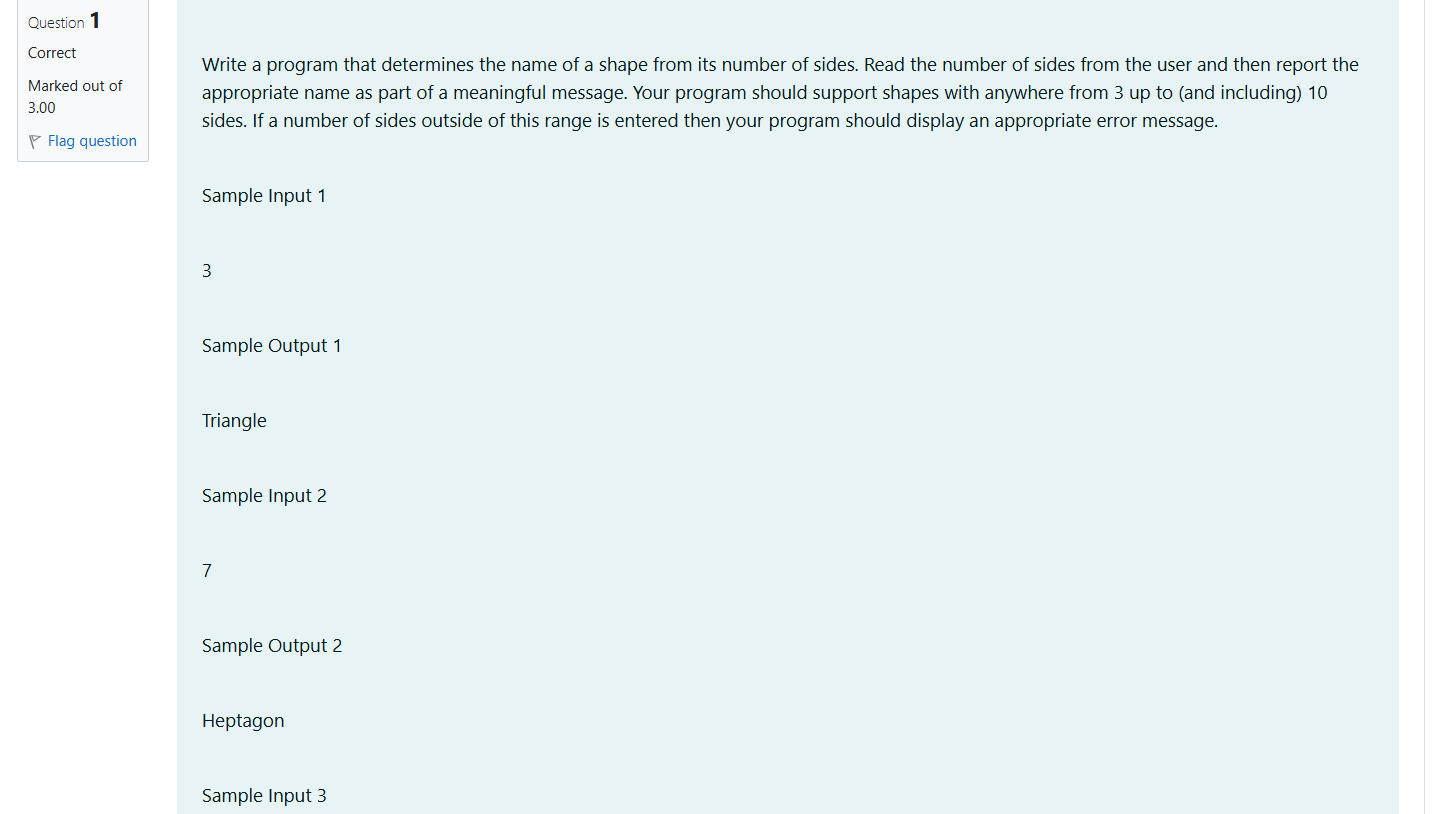 Question 1
Correct
Marked out of
3.00
Flag question
Write a program that determines the name of a shape from its number of sides. Read the number of sides from the user and then report the
appropriate name as part of a meaningful message. Your program should support shapes with anywhere from 3 up to (and including) 10
sides. If a number of sides outside of this range is entered then your program should display an appropriate error message.
Sample Input 1
3
Sample Output 1
Triangle
Sample Input 2
7
Sample Output 2
Heptagon
Sample Input 3